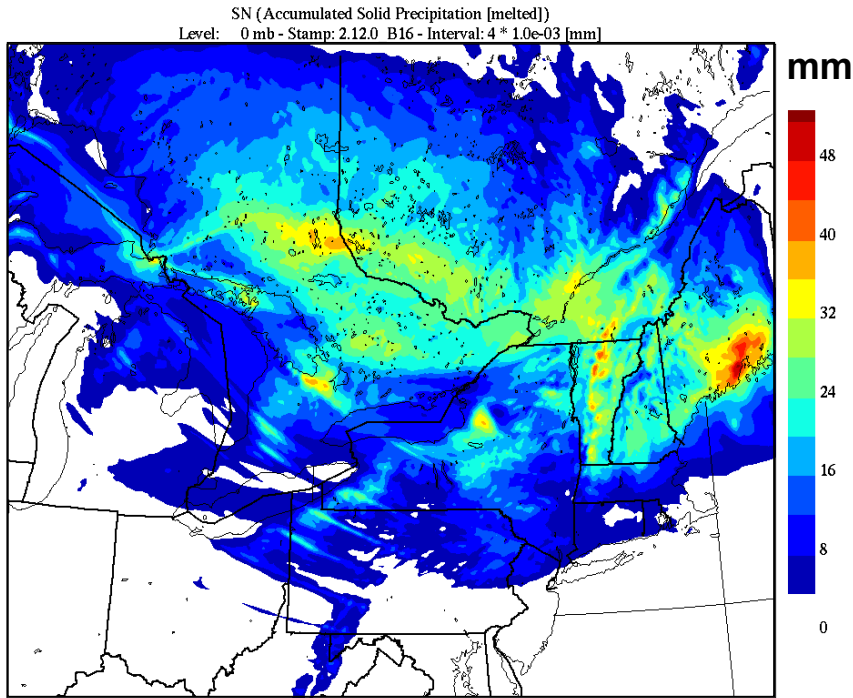 SN (Accumulated Solid Precipitation [melted])
Level: 0 mb - Stamp: 2.12.0 B16 - Interval: 4 * 1.0e-03 [mm]
mm
48
40
32
24
16
8
0